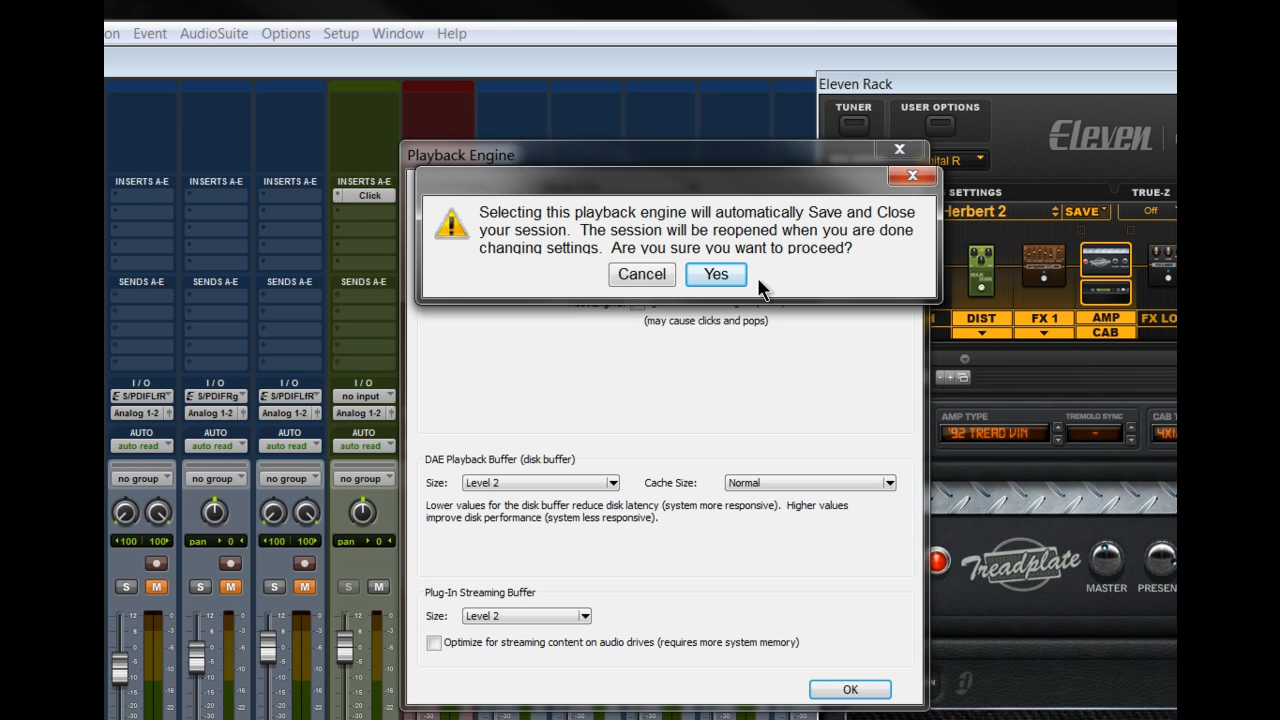 on Event AudioSuite Options Setup Window Help
Eleven Rack
TUNER USER OPTIONS
Eleven
Playback Engine
X
ital R
X
INSERTS A-E INSERTS A-E INSERTS A-E INSERTS A-E
Click
SETTINGS TRUE-Z
Herbert 2 SAVE Off
Selecting this playback engine will automatically Save and Close
your session. The session will be reopened when you are done
changing settings. Are you sure you want to proceed?
Cancel Yes
SENDS A-E SENDS A-E SENDS A-E SENDS A-E
(may cause clicks and pops)
DIST FX 1 AMP FX LO
CAB
I / O I / O I / O I / O
S/PDIFLfR S/PDIFRg S/PDIFLfR no input
Analog 1-2 Analog 1-2 Analog 1-2 Analog 1-2
AMP TYPE TREMOLO SYNC CAB T
'92 TREAD VIN - 4X1
AUTO AUTO AUTO AUTO
auto read auto read auto read auto read
DAE Playback Buffer (disk buffer)
Size: Level 2 Cache Size: Normal
Lower values for the disk buffer reduce disk latency (system more responsive). Higher values
improve disk performance (system less responsive).
no group no group no group no group
100 100 pan 0 100 100 pan 0
Treadplate
MASTER PRESEN
S M S M S M S M
Plug-In Streaming Buffer
Size: Level 2
Optimize for streaming content on audio drives (requires more system memory)
OK